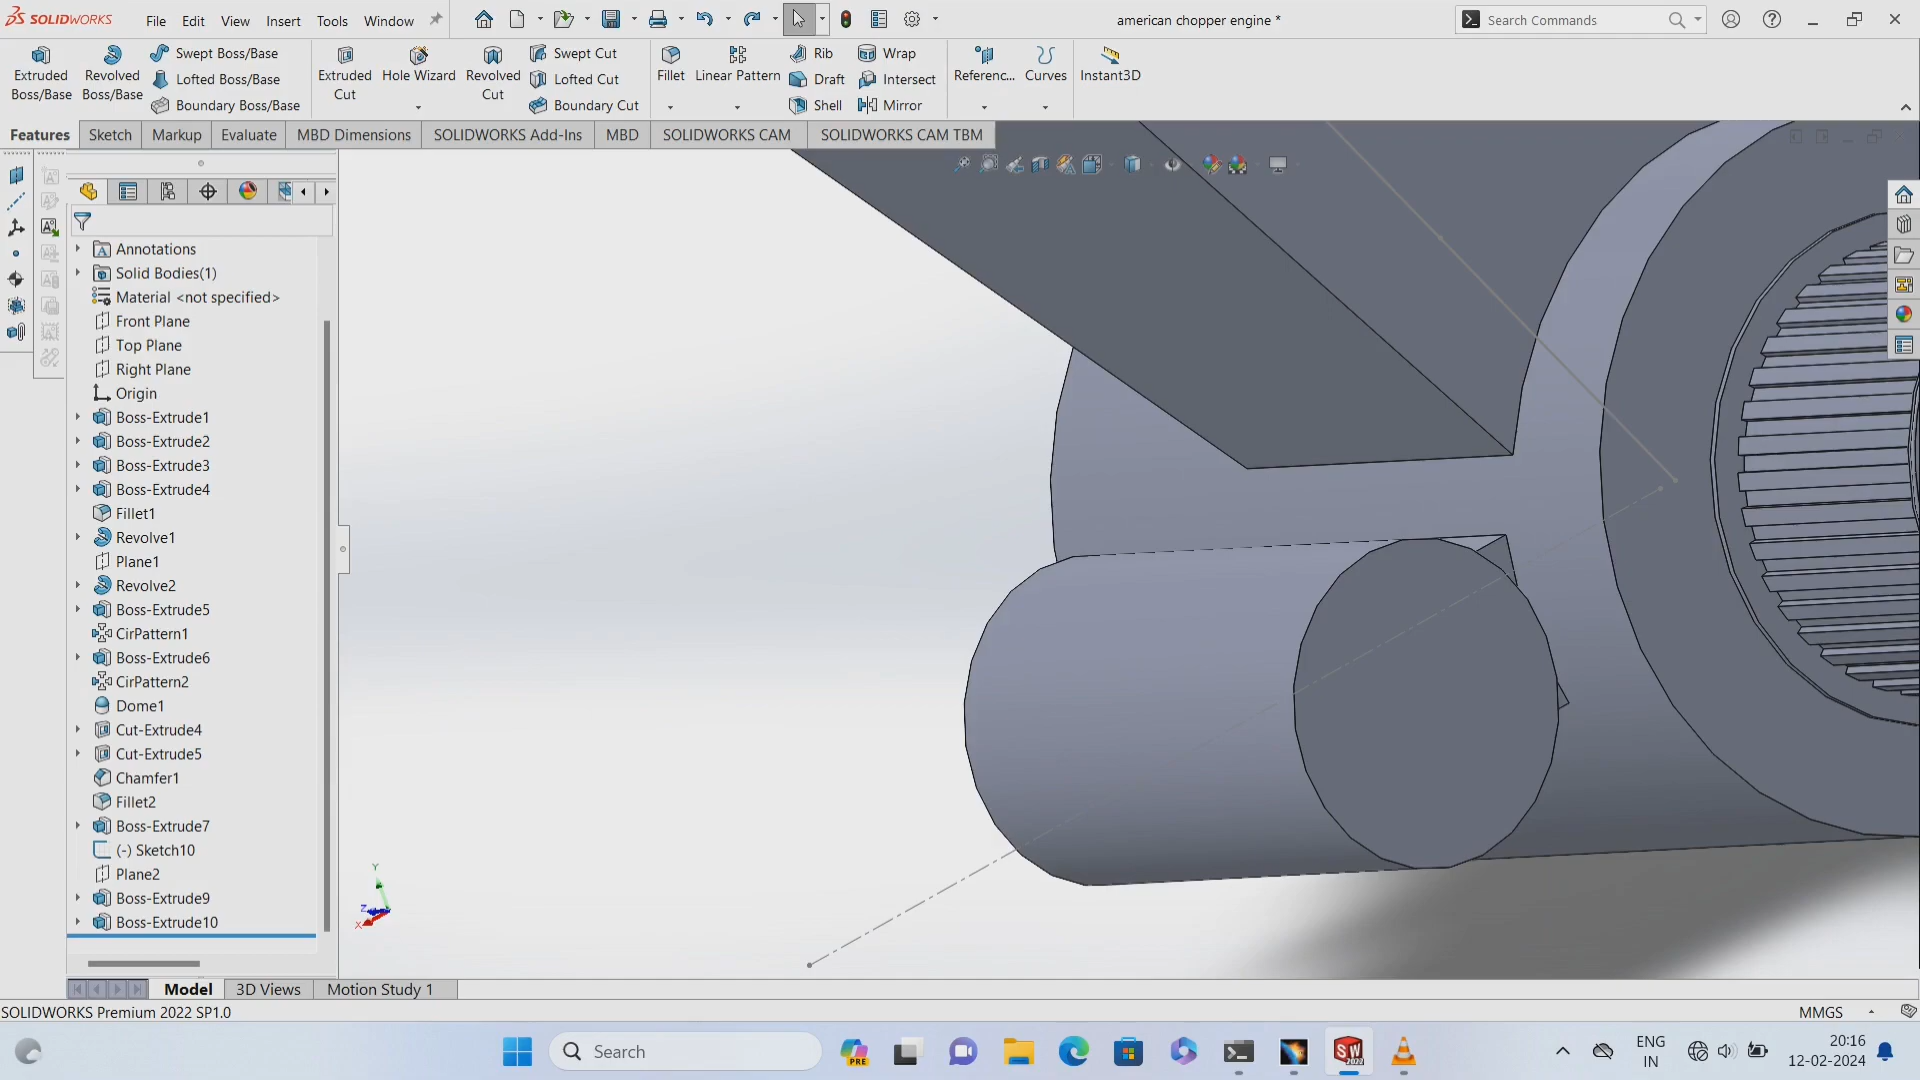 SOLIDWORKS
File Edit View Insert Tools Window
american chopper engine *
Search Commands
Extruded Boss/Base
Revolved Boss/Base
Swept Boss/Base
Lofted Boss/Base
Boundary Boss/Base
Extruded Cut
Hole Wizard
Revolved Cut
Swept Cut
Lofted Cut
Boundary Cut
Fillet
Linear Pattern
Rib
Draft
Shell
Wrap
Intersect
Mirror
Referenc...
Curves
Instant3D
Features Sketch Markup Evaluate MBD Dimensions SOLIDWORKS Add-Ins MBD SOLIDWORKS CAM SOLIDWORKS CAM TBM
Annotations
Solid Bodies(1)
Material <not specified>
Front Plane
Top Plane
Right Plane
Origin
Boss-Extrude1
Boss-Extrude2
Boss-Extrude3
Boss-Extrude4
Fillet1
Revolve1
Plane1
Revolve2
Boss-Extrude5
CirPattern1
Boss-Extrude6
CirPattern2
Dome1
Cut-Extrude4
Cut-Extrude5
Chamfer1
Fillet2
Boss-Extrude7
(-) Sketch10
Plane2
Boss-Extrude9
Boss-Extrude10
Y
Z
X
Model 3D Views Motion Study 1
SOLIDWORKS Premium 2022 SP1.0
MMGS
Search
PRE
SW
ENG
IN
20:16
12-02-2024